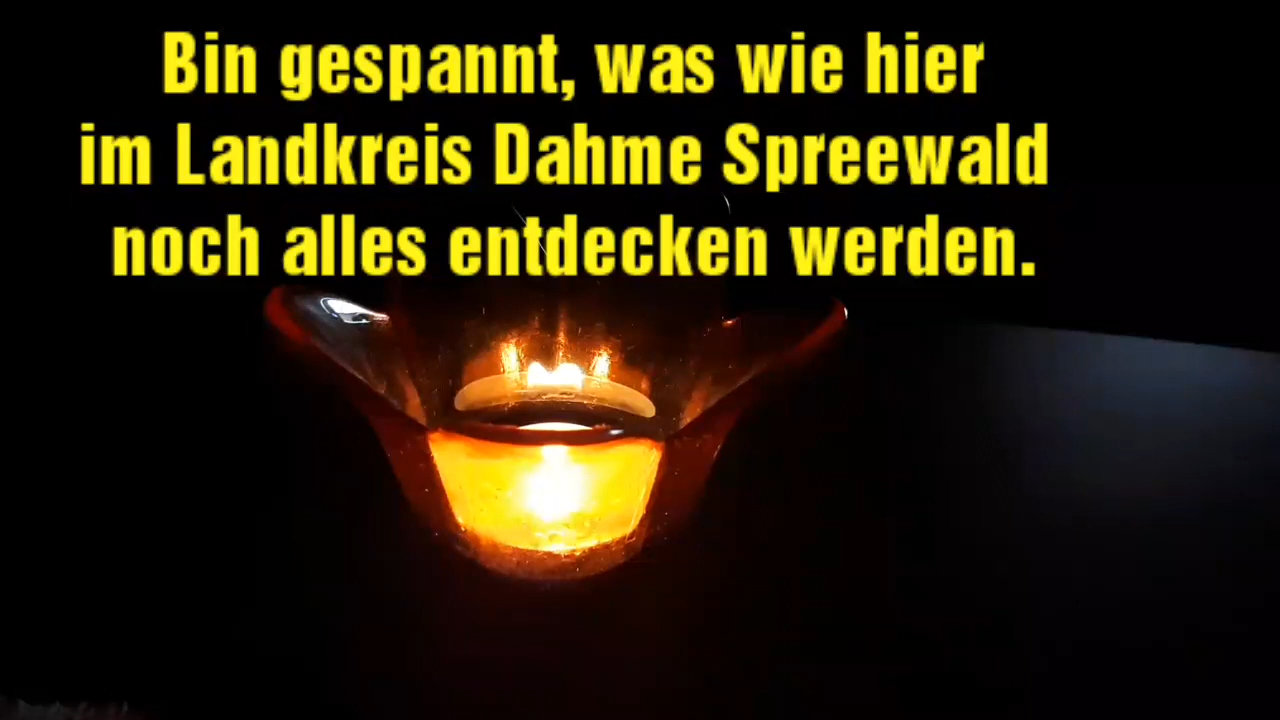 Bin gespannt, was wie hier
im Landkreis Dahme Spreewald
noch alles entdecken werden.